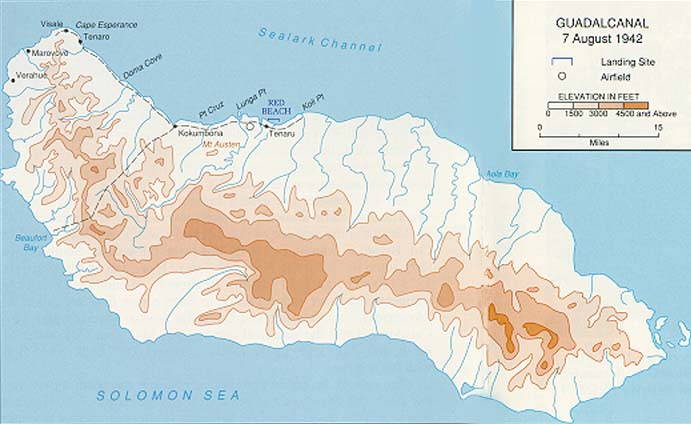 GUADALCANAL
7 August 1942
Landing Site
Airfield
ELEVATION IN FEET
0 1500 3000 4500 and Above
0 15
Miles
Visale
Cape Esperance
Tenaro
Marovovo
Verahue
Doma Cove
Sealark Channel
Kokumbona
Pt Cruz
Lunga Pt
RED
BEACH
Koli Pt
Tenaru
Mt Austen
Aola Bay
Beaufort
Bay
SOLOMON SEA